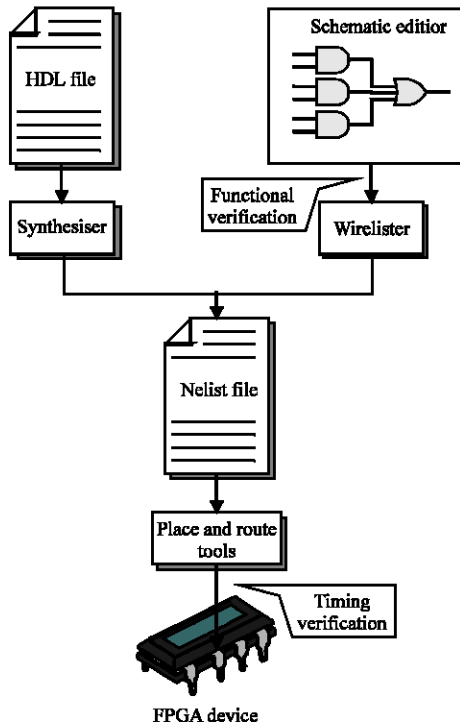 Schematic editior
HDL file
Functional
verification
Synthesiser
Wirelister
Nelist file
Place and route
tools
Timing
verification
FPGA device